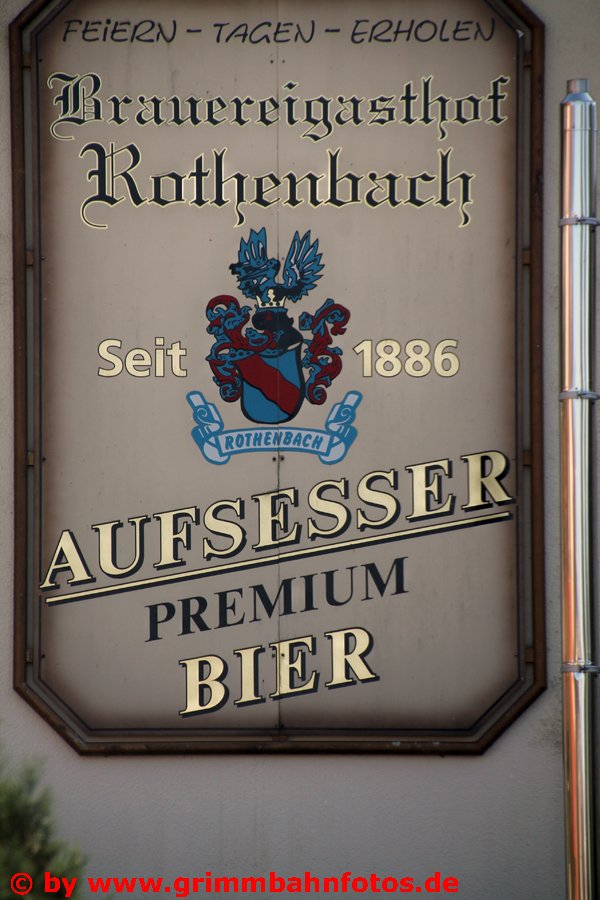 FEiERN - TAGEN - ERHOLEN
Brauereigasthof
Rothenbach
Seit 1886
ROTHENBACH
AUFSESSER
PREMIUM
BIER
© by www.grimmbahnfotos.de